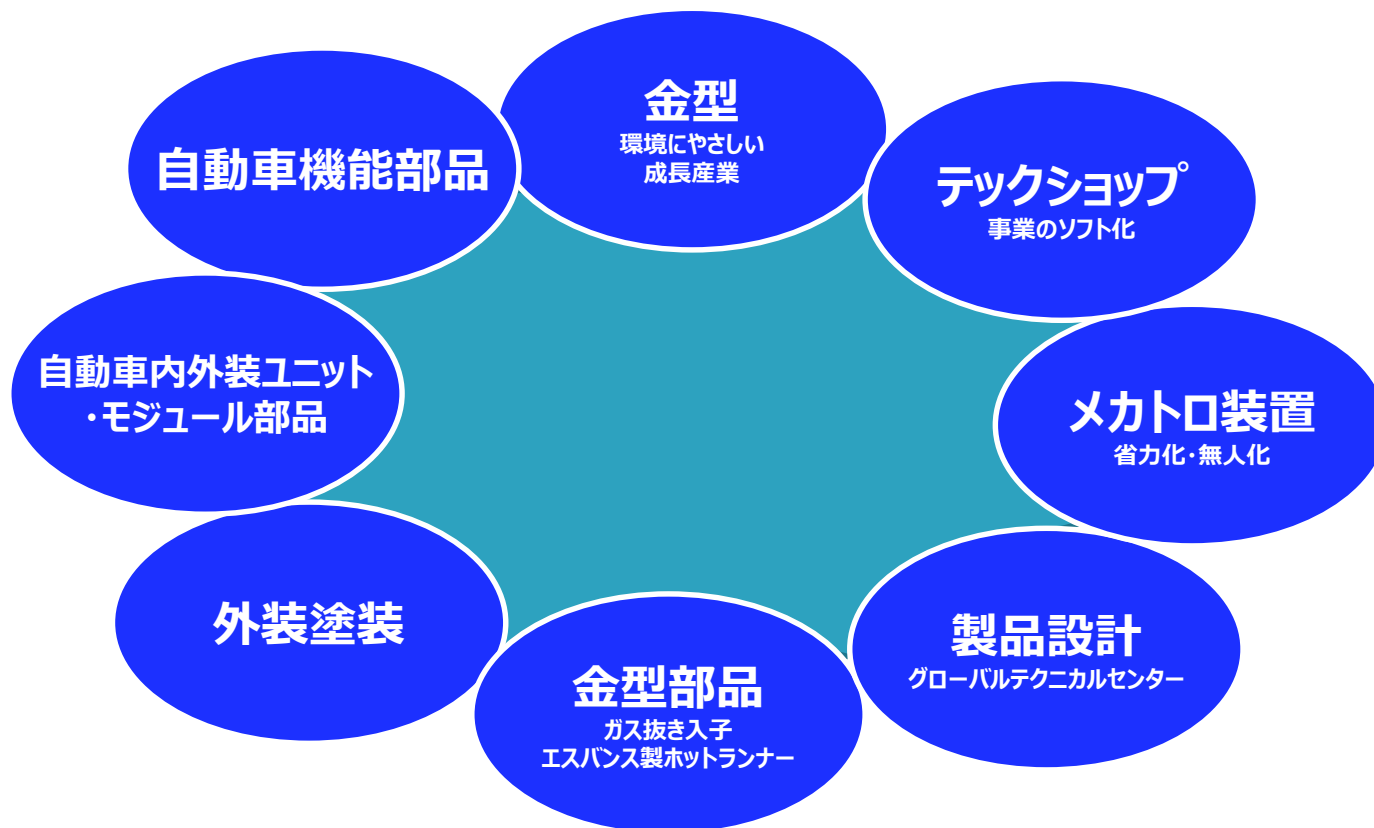 金型
環境にやさしい
成長産業
テックショップ
事業のソフト化
メカトロ装置
省力化・無人化
製品設計
グローバルテクニカルセンター
金型部品
ガス抜き入子
エスバンス製ホットランナー
外装塗装
自動車内外装ユニット
・モジュール部品
自動車機能部品